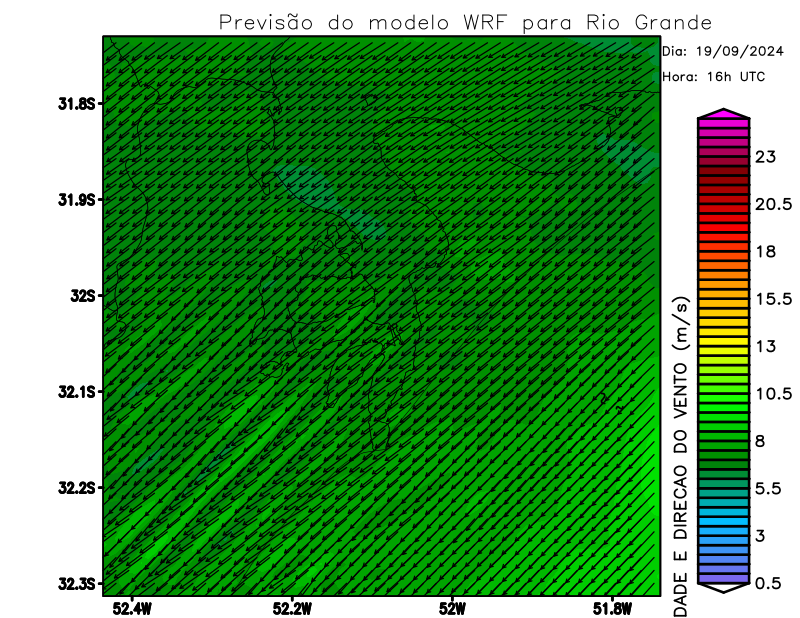 Previsão do modelo WRF para Rio Grande
Dia: 19/09/2024
Hora: 16h UTC
31.8S
31.9S
32S
32.1S
32.2S
32.3S
52.4W
52.2W
52W
51.8W
DADE E DIRECAO DO VENTO (m/s)
23
20.5
18
15.5
13
10.5
8
5.5
3
0.5